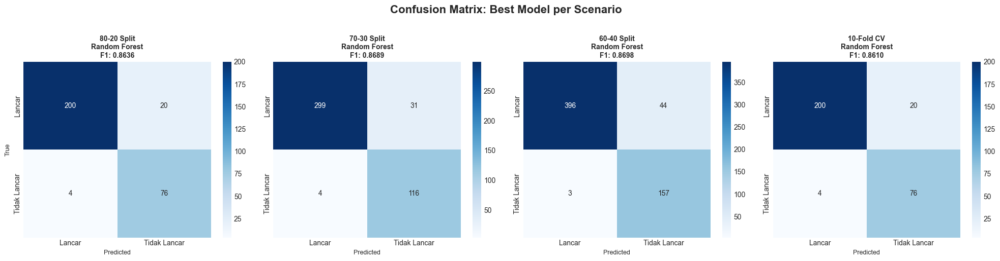 Confusion Matrix: Best Model per Scenario
80-20 Split
Random Forest
F1: 0.8636
200
20
4
76
Lancar
Tidak Lancar
True
Lancar
Tidak Lancar
Predicted
200
175
150
125
100
75
50
25
70-30 Split
Random Forest
F1: 0.8689
299
31
4
116
Lancar
Tidak Lancar
Lancar
Tidak Lancar
Predicted
250
200
150
100
50
60-40 Split
Random Forest
F1: 0.8698
396
44
3
157
Lancar
Tidak Lancar
Lancar
Tidak Lancar
Predicted
350
300
250
200
150
100
50
10-Fold CV
Random Forest
F1: 0.8610
200
20
4
76
Lancar
Tidak Lancar
Lancar
Tidak Lancar
Predicted
200
175
150
125
100
75
50
25